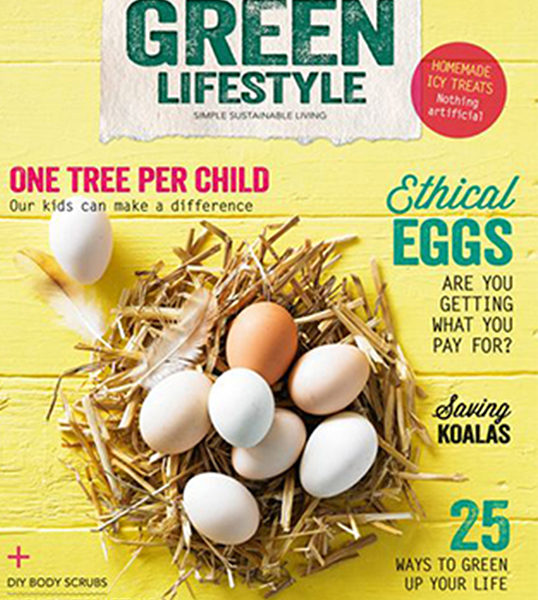 GREEN
LIFESTYLE
SIMPLE SUSTAINABLE LIVING
HOMEMADE
ICY TREATS
Nothing
artificial
ONE TREE PER CHILD
Our kids can make a difference
Ethical
EGGS
ARE YOU
GETTING
WHAT YOU
PAY FOR?
Saving
KOALAS
25
WAYS TO GREEN
UP YOUR LIFE
+
DIY BODY SCRUBS